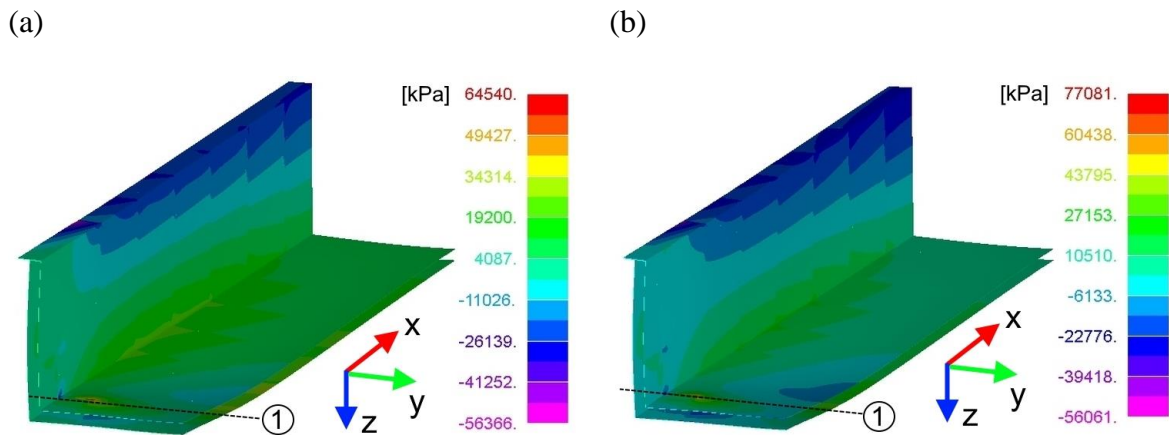 (a)
(b)
[kPa]
64540.
49427.
34314.
19200.
4087.
-11026.
-26139.
-41252.
-56366.
x
y
z
1
[kPa]
77081.
60438.
43795.
27153.
10510.
-6133.
-22776.
-39418.
-56061.
x
y
z
1